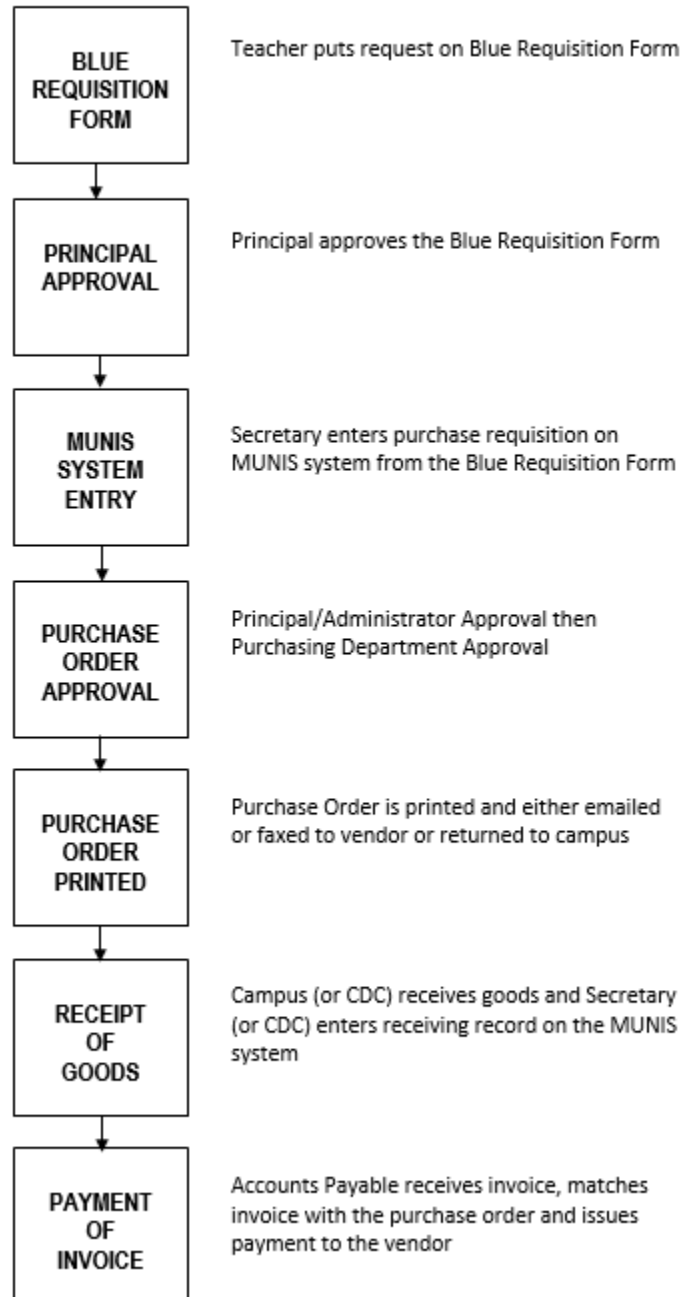 BLUE
REQUISITION
FORM
Teacher puts request on Blue Requisition Form
PRINCIPAL
APPROVAL
Principal approves the Blue Requisition Form
MUNIS
SYSTEM
ENTRY
Secretary enters purchase requisition on
MUNIS system from the Blue Requisition Form
PURCHASE
ORDER
APPROVAL
Principal/Administrator Approval then
Purchasing Department Approval
PURCHASE
ORDER
PRINTED
Purchase Order is printed and either emailed
or faxed to vendor or returned to campus
RECEIPT
OF
GOODS
Campus (or CDC) receives goods and Secretary
(or CDC) enters receiving record on the MUNIS
system
PAYMENT
OF
INVOICE
Accounts Payable receives invoice, matches
invoice with the purchase order and issues
payment to the vendor